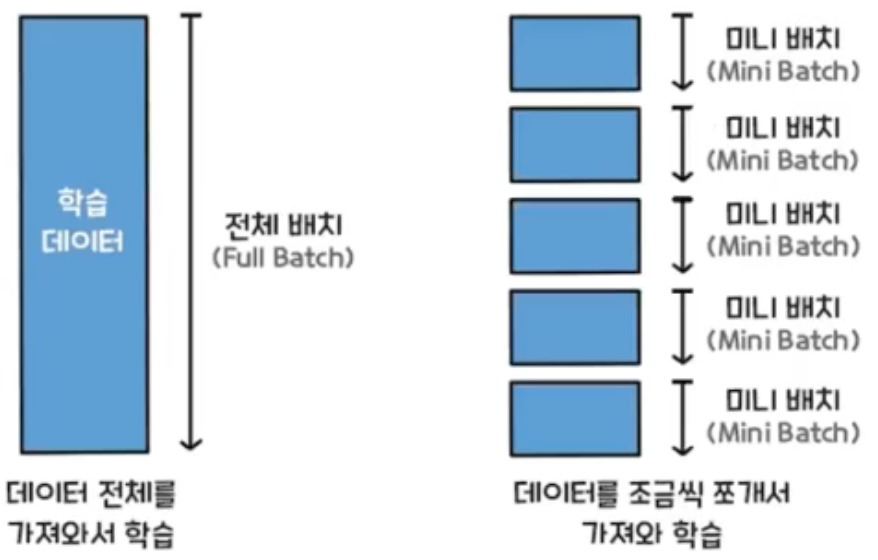 학습
데이터
전체 배치
(Full Batch)
데이터 전체를
가져와서 학습
미니 배치
(Mini Batch)
미니 배치
(Mini Batch)
미니 배치
(Mini Batch)
미니 배치
(Mini Batch)
미니 배치
(Mini Batch)
데이터를 조금씩 쪼개서
가져와 학습